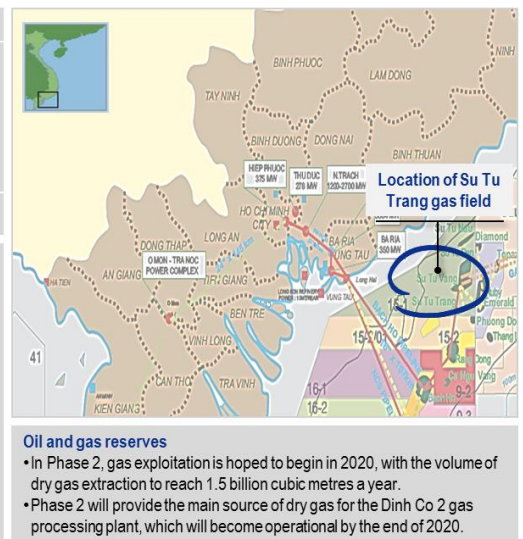 NINH
BINH PHUOC
LAM DONG
TAY NINH
BINH DUONG
DONG NAI
BINH THUAN
HIEP PHUOC
375 MW
THU DUC
N.TRACH
1200-2700 MW
Location of Su Tu
Trang gas field
HO CHI MINH
CITY
BA RIA
350 MW
BA RIA
VUNG TAU
Diamond
DONG THAP
LONG AN
O MON - TRA NOC
POWER COMPLEX
AN GIANG
TIEN GIANG
HA TIEN
Long Hai
VUNG TAU
Su Tu Vang
Su Tu Trang
15-1
Emerald
BEN TRE
VINH LONG
15-2/01
15-2
41
CAN THO
TRA VINH
16-1
16-2
9-2
KIEN GIANG
Oil and gas reserves
•In Phase 2, gas exploitation is hoped to begin in 2020, with the volume of
dry gas extraction to reach 1.5 billion cubic metres a year.
•Phase 2 will provide the main source of dry gas for the Dinh Co 2 gas
processing plant, which will become operational by the end of 2020.